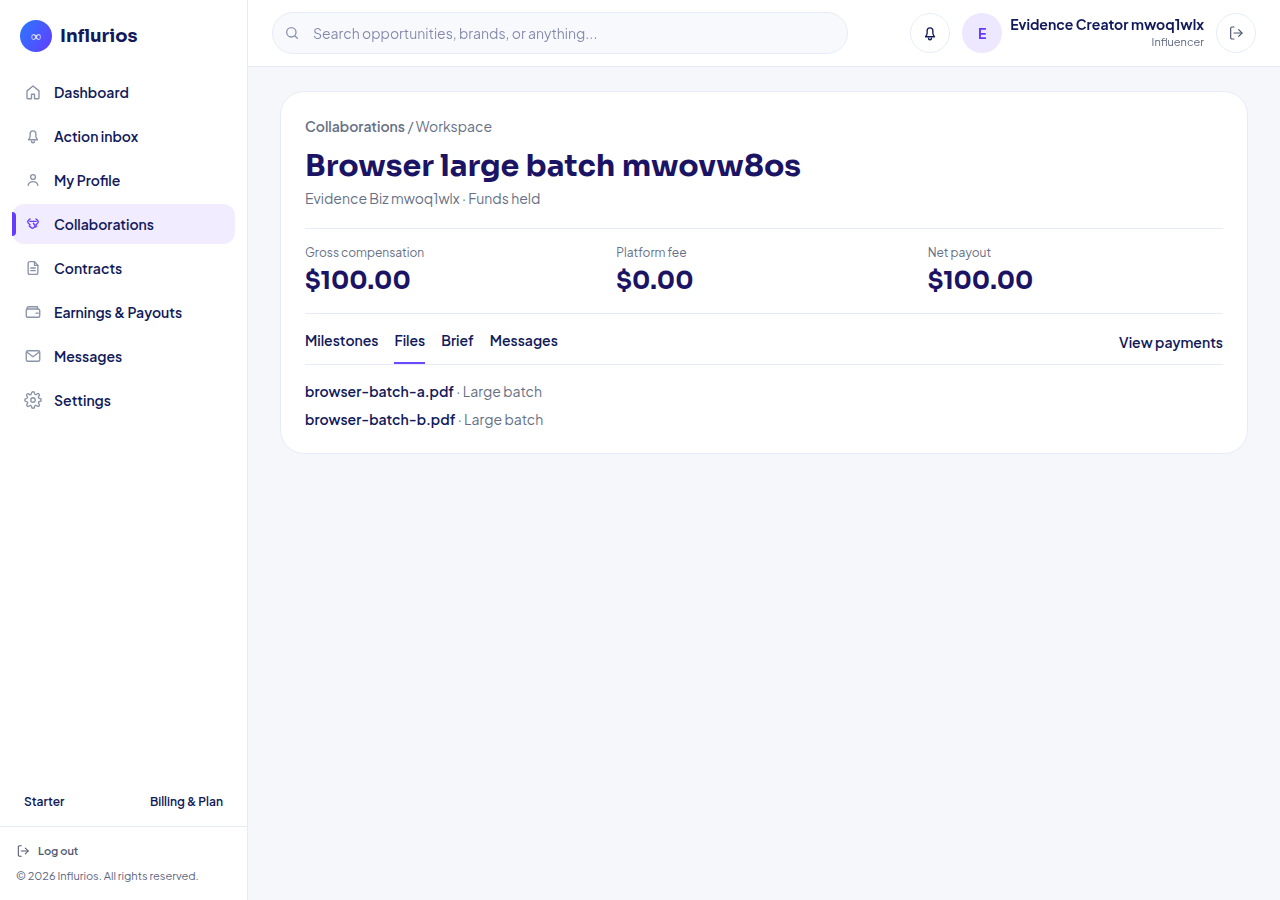 ∞ Influrios
Search opportunities, brands, or anything...
E
Evidence Creator mwoq1wlx
Influencer
Dashboard
Action inbox
My Profile
Collaborations
Contracts
Earnings & Payouts
Messages
Settings
Collaborations / Workspace
Browser large batch mwovw8os
Evidence Biz mwoq1wlx · Funds held
Gross compensation
$100.00
Platform fee
$0.00
Net payout
$100.00
Milestones Files Brief Messages View payments
browser-batch-a.pdf · Large batch
browser-batch-b.pdf · Large batch
Starter Billing & Plan
Log out
© 2026 Influrios. All rights reserved.